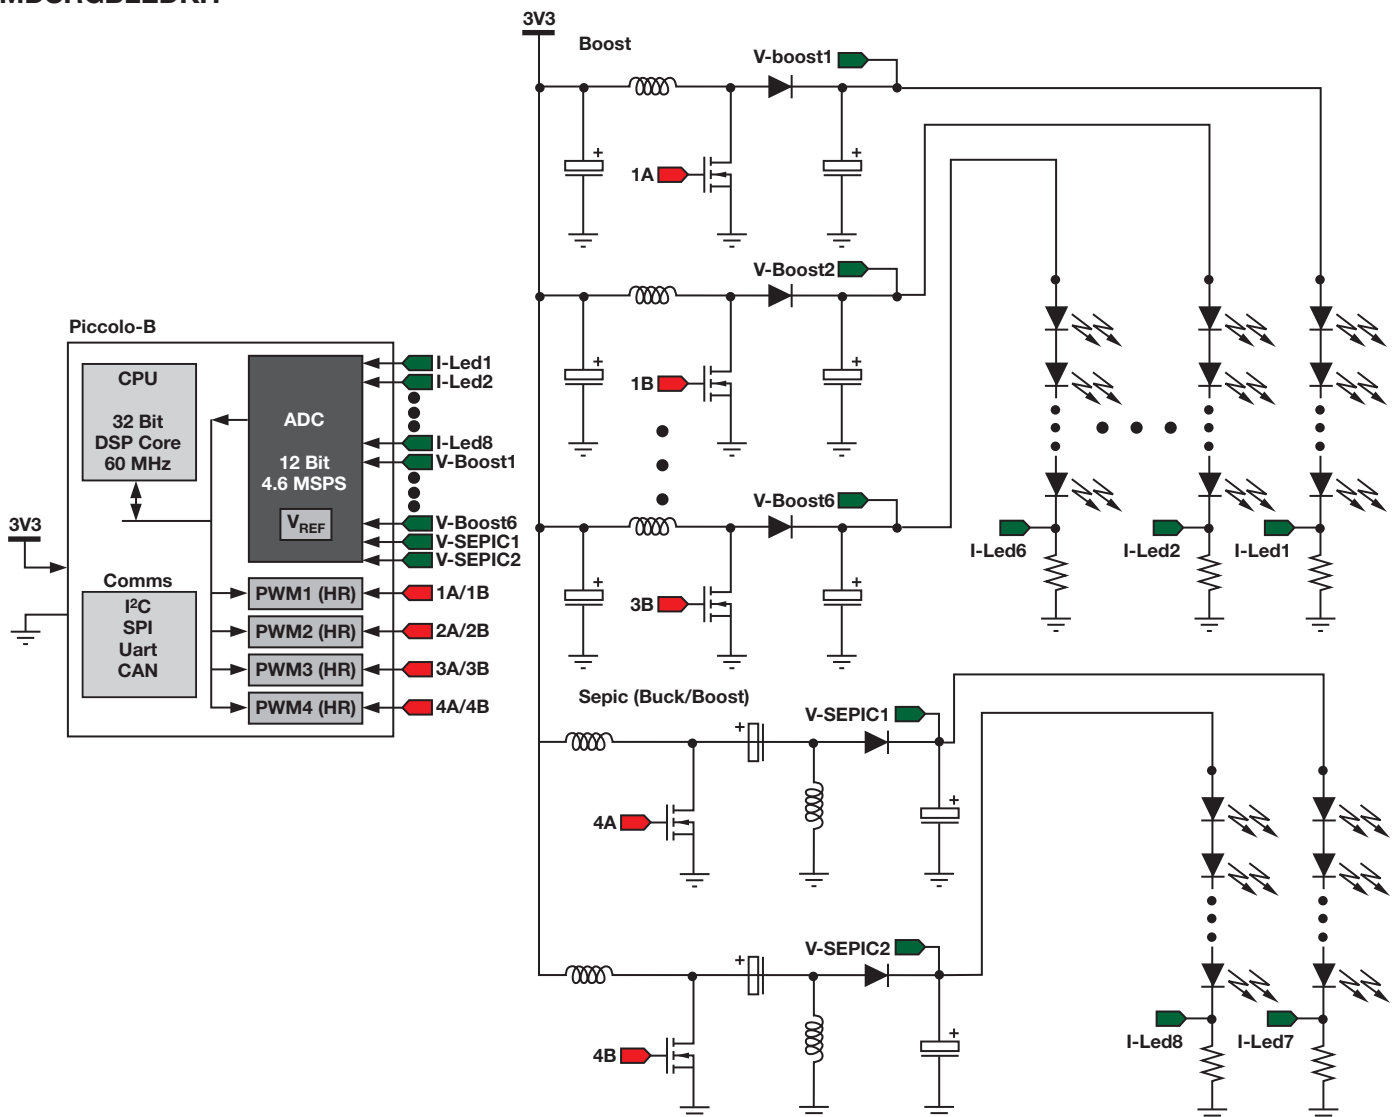 3V3
Boost
V-boost1
1A
V-Boost2
1B
V-Boost6
3B
Piccolo-B
CPU
32 Bit
DSP Core
60 MHz
ADC
12 Bit
4.6 MSPS
VREF
I-Led1
I-Led2
I-Led8
V-Boost1
V-Boost6
V-SEPIC1
V-SEPIC2
3V3
Comms
I²C
SPI
Uart
CAN
PWM1 (HR)
1A/1B
PWM2 (HR)
2A/2B
PWM3 (HR)
3A/3B
PWM4 (HR)
4A/4B
I-Led6
I-Led2
I-Led1
Sepic (Buck/Boost)
V-SEPIC1
4A
V-SEPIC2
4B
I-Led8
I-Led7